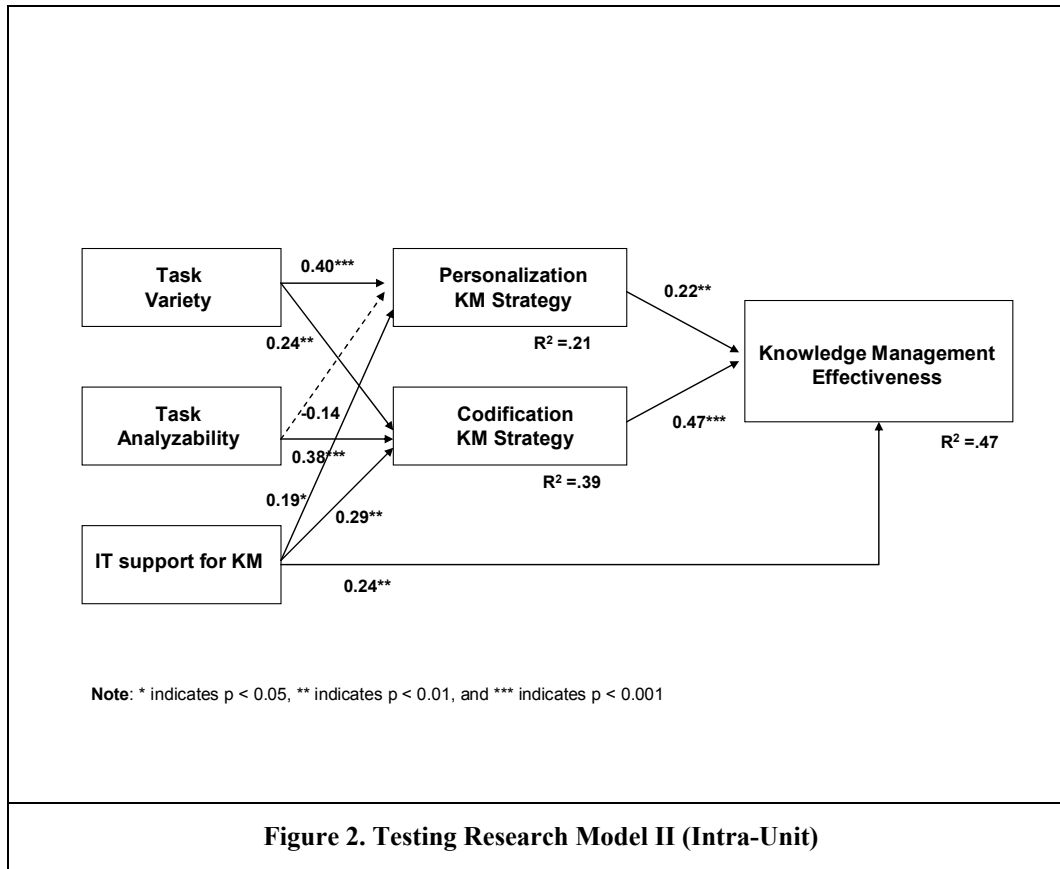 Task
Variety
0.40***
Personalization
KM Strategy
0.22**
R² =.21
0.24**
Knowledge Management
Effectiveness
R² =.47
Task
Analyzability
-0.14
0.38***
Codification
KM Strategy
0.47***
R² =.39
0.19*
0.29**
IT support for KM
0.24**
Note: * indicates p < 0.05, ** indicates p < 0.01, and *** indicates p < 0.001
Figure 2. Testing Research Model II (Intra-Unit)